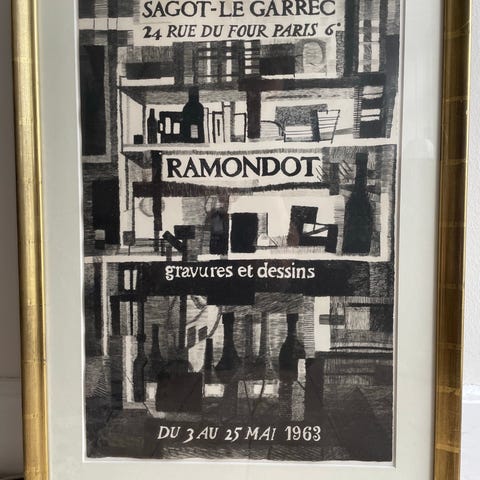 SAGOT-LE GARREC
24 RUE DU FOUR PARIS 6e
RAMONDOT
gravures et dessins
DU 3 AU 25 MAI 1963